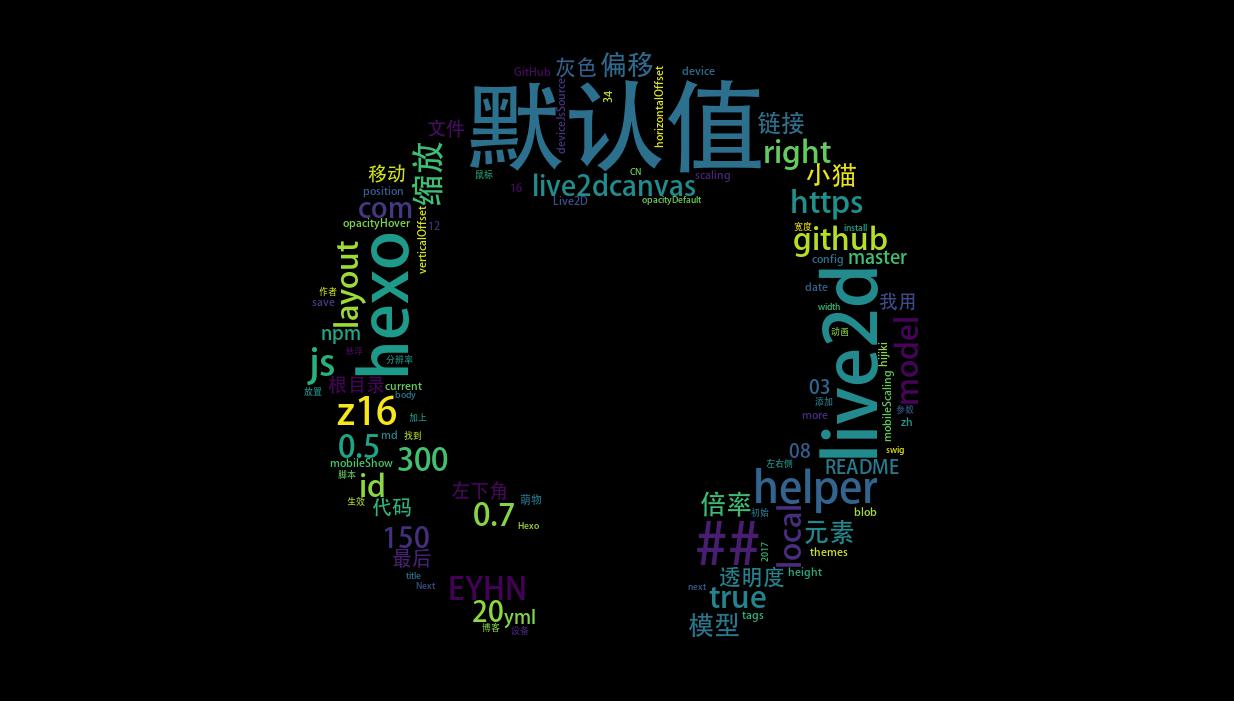 GitHub
灰色
偏移
device
默认值
deviceJsSource
34
horizontalOffset
文件
链接
right
移动
缩放
鼠标
16
live2dcanvas
CN
scaling
小猫
position
com
Live2D
opacityDefault
https
opacityHover
12
verticalOffset
宽度
install
github
layout
hexo
config
master
作者
save
date
live2d
我用
npm
悬浮
width
动画
hijiki
model
js
分辨率
放置
根目录
current
body
03
添加
more
mobileScaling
参数
zh
z16
加上
md
找到
0.5
08
swig
mobileShow
300
左右侧
README
脚本
id
左下角
萌物
helper
生效
代码
0.7
Hexo
倍率
初始
local
blob
150
最后
##
2017
元素
themes
title
Next
EYHN
透明度
height
next
true
20
yml
tags
博客
设备
模型